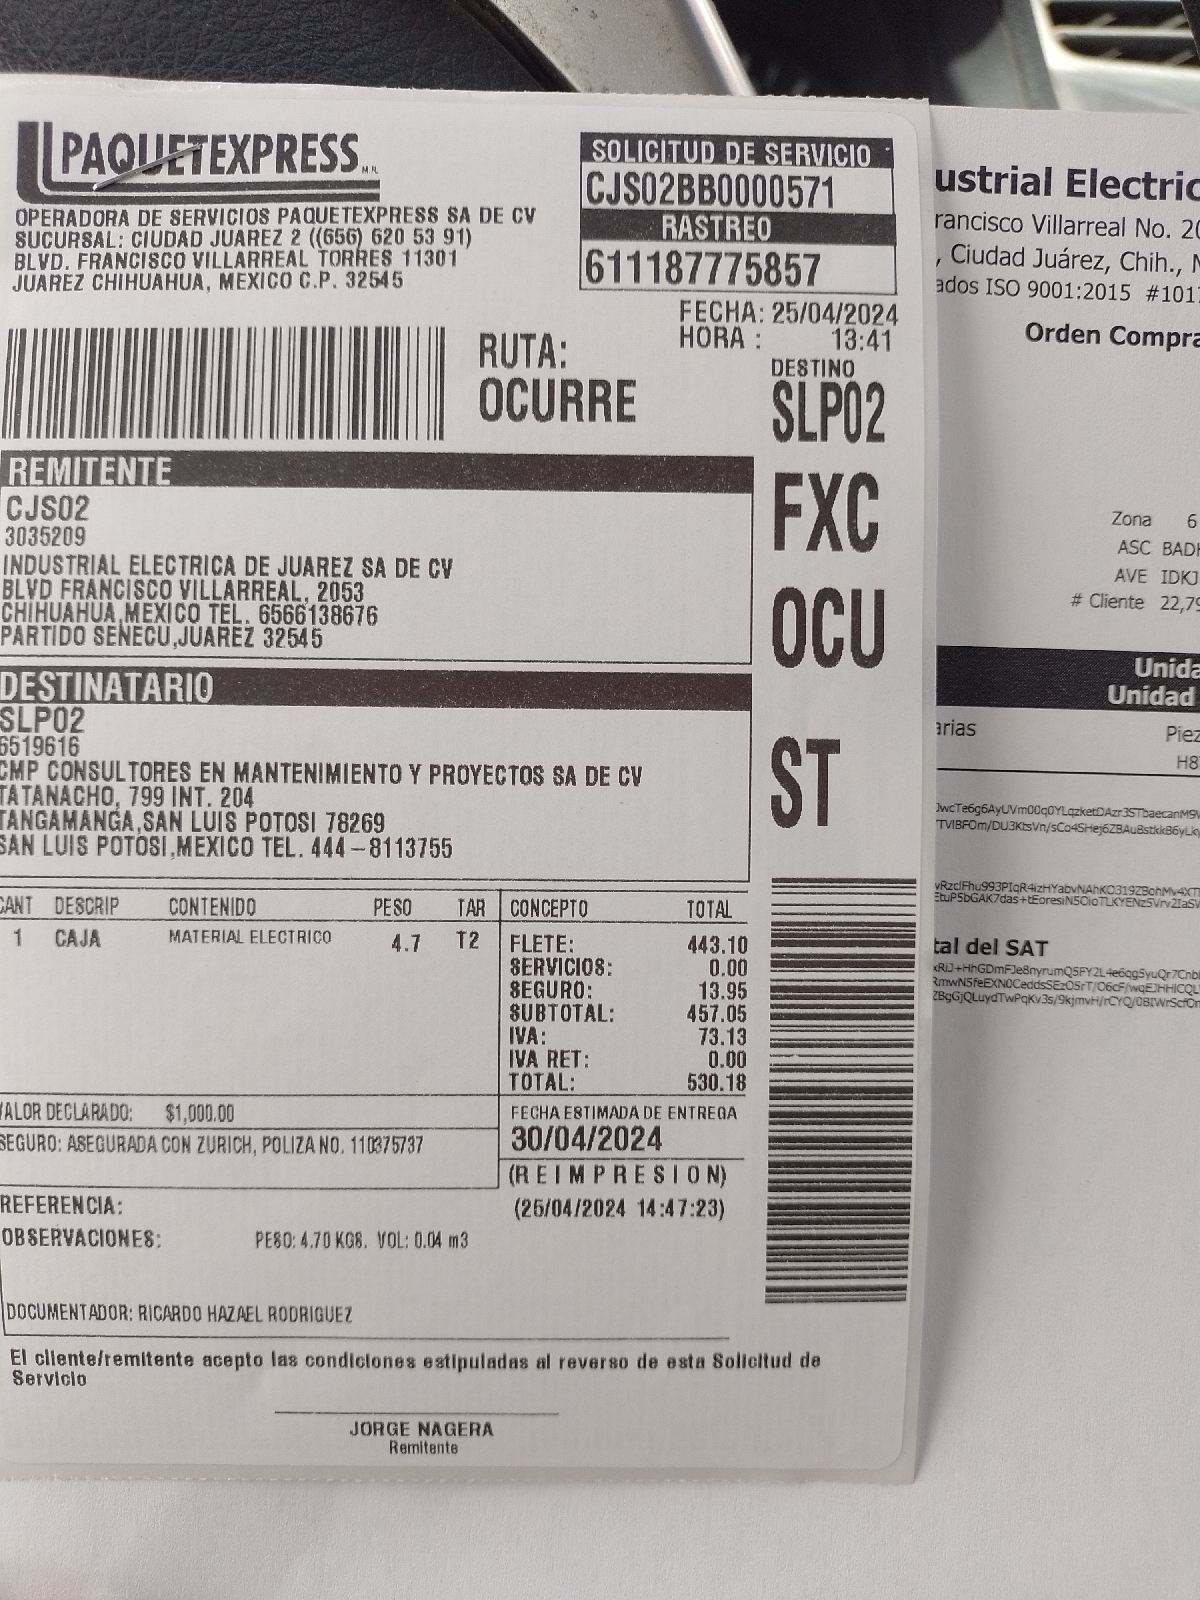 PAQUETEXPRESS M.R.
OPERADORA DE SERVICIOS PAQUETEXPRESS SA DE CV
SUCURSAL: CIUDAD JUAREZ 2 ((656) 620 53 91)
BLVD. FRANCISCO VILLARREAL TORRES 11301
JUAREZ CHIHUAHUA, MEXICO C.P. 32545
SOLICITUD DE SERVICIO
CJS02BB0000571
RASTREO
611187775857
FECHA: 25/04/2024
HORA : 13:41
RUTA:
OCURRE
DESTINO
SLP02
FXC
OCU
ST
REMITENTE
CJS02
3035209
INDUSTRIAL ELECTRICA DE JUAREZ SA DE CV
BLVD FRANCISCO VILLARREAL, 2053
CHIHUAHUA,MEXICO TEL. 6566138676
PARTIDO SENECU,JUAREZ 32545
DESTINATARIO
SLP02
6519616
CMP CONSULTORES EN MANTENIMIENTO Y PROYECTOS SA DE CV
TATANACHO, 799 INT. 204
TANGAMANGA,SAN LUIS POTOSI 78269
SAN LUIS POTOSI,MEXICO TEL. 444-8113755
CANT DESCRIP CONTENIDO PESO TAR
1 CAJA MATERIAL ELECTRICO 4.7 T2
CONCEPTO TOTAL
FLETE: 443.10
SERVICIOS: 0.00
SEGURO: 13.95
SUBTOTAL: 457.05
IVA: 73.13
IVA RET: 0.00
TOTAL: 530.18
VALOR DECLARADO: $1,000.00
SEGURO: ASEGURADA CON ZURICH, POLIZA NO. 110375737
FECHA ESTIMADA DE ENTREGA
30/04/2024
(REIMPRESION)
(25/04/2024 14:47:23)
REFERENCIA:
OBSERVACIONES: PESO: 4.70 KGS. VOL: 0.04 m3
DOCUMENTADOR: RICARDO HAZAEL RODRIGUEZ
El cliente/remitente acepto las condiciones estipuladas al reverso de esta Solicitud de
Servicio
JORGE NAGERA
Remitente
ustrial Electric
rancisco Villarreal No. 20
, Ciudad Juárez, Chih., M
ados ISO 9001:2015 #1017
Orden Compra
Zona 6
ASC BADH
AVE IDKJ
# Cliente 22,79
Unida
Unidad
arias Piez
H8
tal del SAT